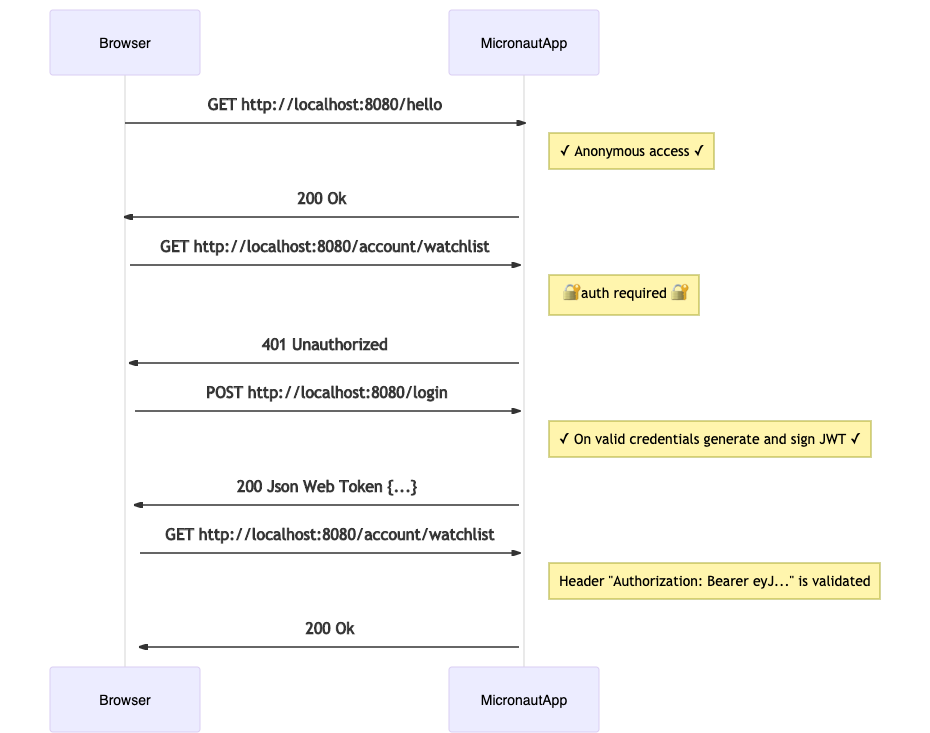 Browser
MicronautApp
GET http://localhost:8080/hello
✓ Anonymous access ✓
200 Ok
GET http://localhost:8080/account/watchlist
🔐auth required 🔐
401 Unauthorized
POST http://localhost:8080/login
✓ On valid credentials generate and sign JWT ✓
200 Json Web Token {...}
GET http://localhost:8080/account/watchlist
Header "Authorization: Bearer eyJ..." is validated
200 Ok
Browser
MicronautApp